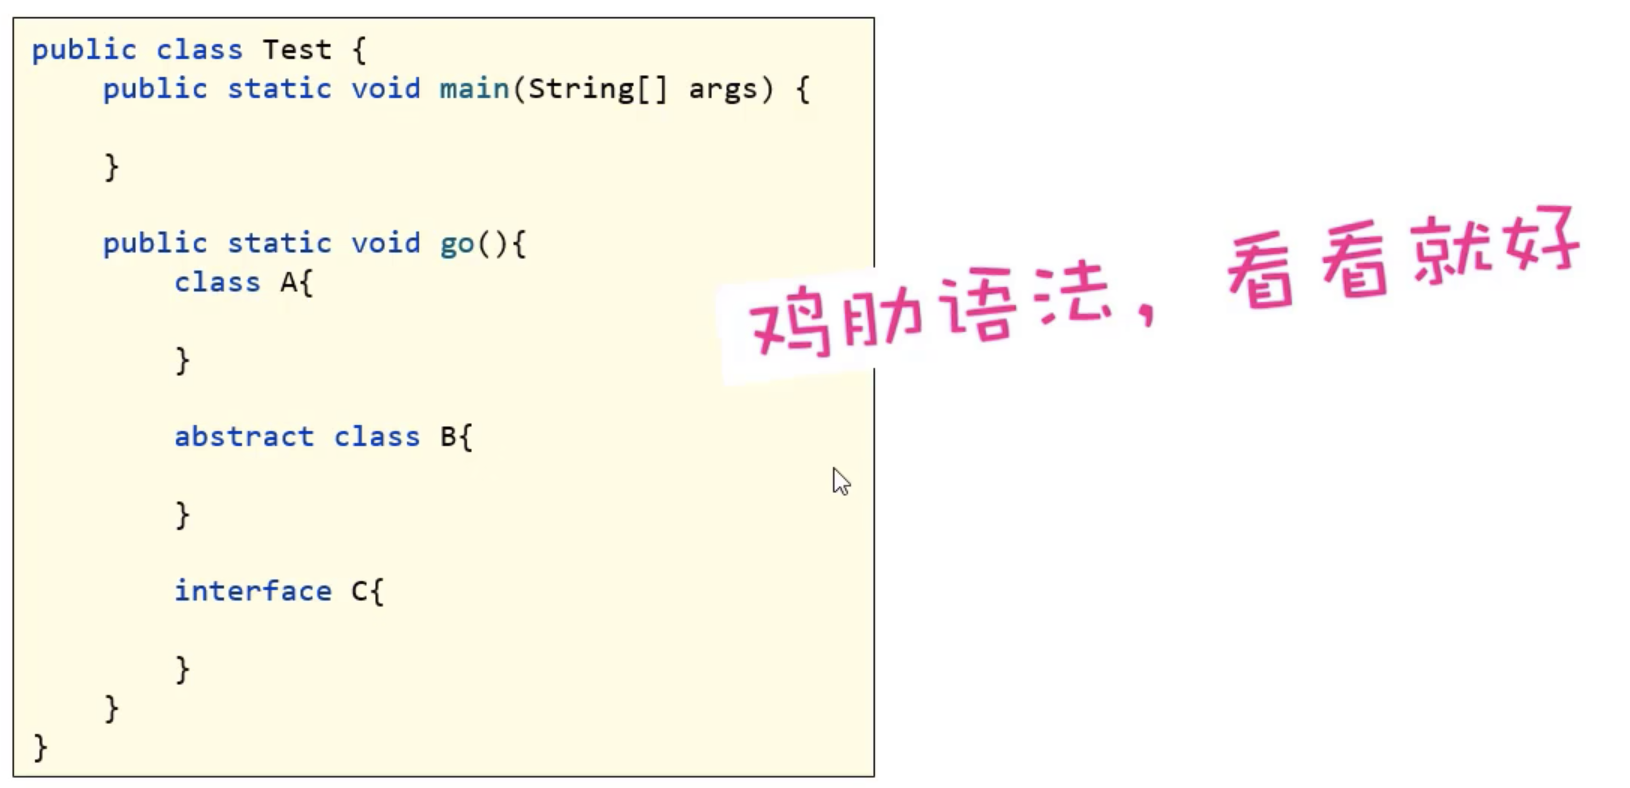 public class Test {
public static void main(String[] args) {
}
public static void go(){
class A{
}
abstract class B{
}
interface C{
}
}
}
鸡肋语法，看看就好